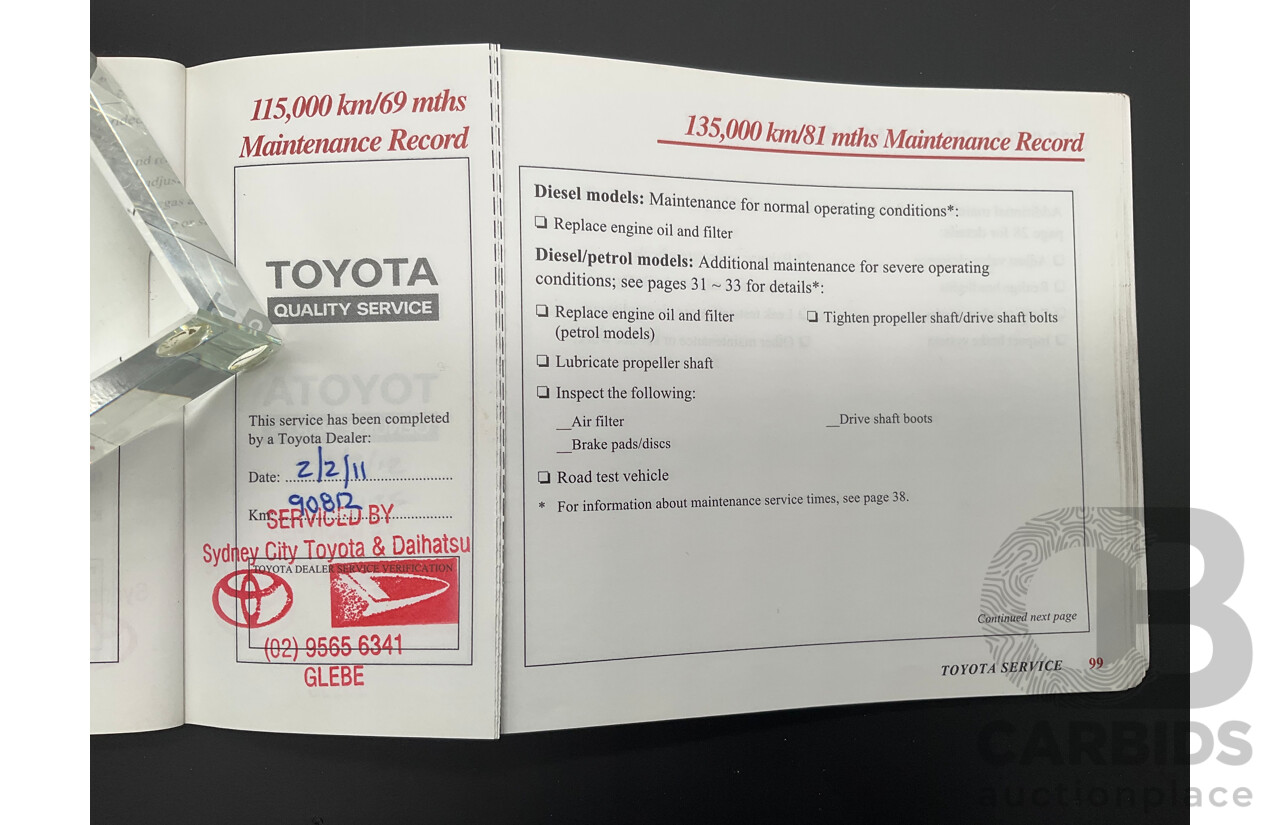 115,000 km/69 mths
Maintenance Record
TOYOTA
QUALITY SERVICE
This service has been completed
by a Toyota Dealer:
Date: 2/2/11
Km: 90812
SERVICED BY
Sydney City Toyota & Daihatsu
TOYOTA DEALER SERVICE VERIFICATION
(02) 9565 6341
GLEBE
135,000 km/81 mths Maintenance Record
Diesel models: Maintenance for normal operating conditions*:
❏ Replace engine oil and filter
Diesel/petrol models: Additional maintenance for severe operating
conditions; see pages 31 ~ 33 for details*:
❏ Replace engine oil and filter
(petrol models)
❏ Tighten propeller shaft/drive shaft bolts
❏ Lubricate propeller shaft
❏ Inspect the following:
__Air filter
__Drive shaft boots
__Brake pads/discs
❏ Road test vehicle
* For information about maintenance service times, see page 38.
Continued next page
TOYOTA SERVICE 99
CARBIDS
auctionplace